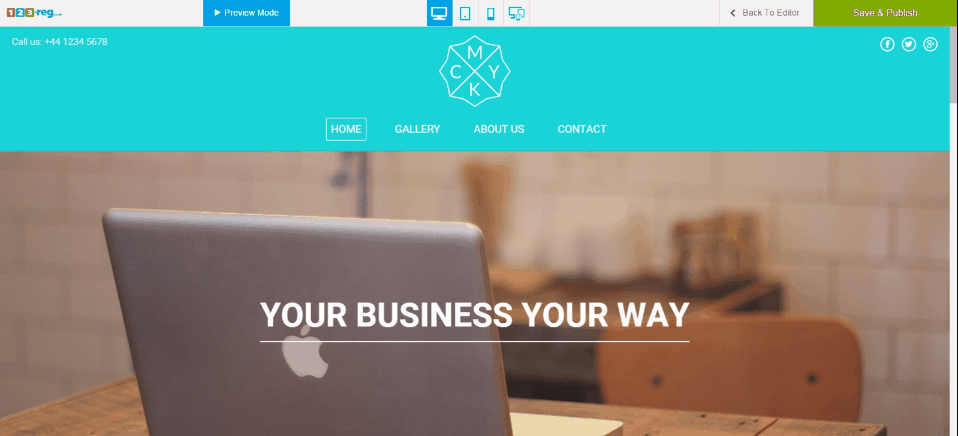 123-reg
Preview Mode
Back To Editor
Save & Publish
Call us: +44 1234 5678
M
C Y
K
HOME GALLERY ABOUT US CONTACT
YOUR BUSINESS YOUR WAY